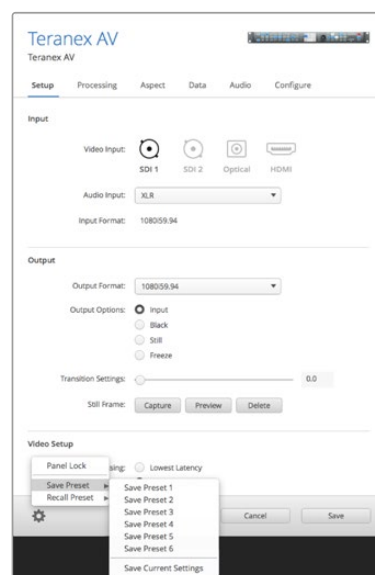 Teranex AV
Teranex AV
Setup Processing Aspect Data Audio Configure
Input
Video Input:
SDI 1 SDI 2 Optical HDMI
Audio Input: XLR
Input Format: 1080i59.94
Output
Output Format: 1080i59.94
Output Options: Input
Black
Still
Freeze
Transition Settings: 0.0
Still Frame: Capture Preview Delete
Video Setup
Lowest Latency
Panel Lock
Save Preset
Recall Preset
Save Preset 1
Save Preset 2
Save Preset 3
Save Preset 4
Save Preset 5
Save Preset 6
Save Current Settings
Cancel Save